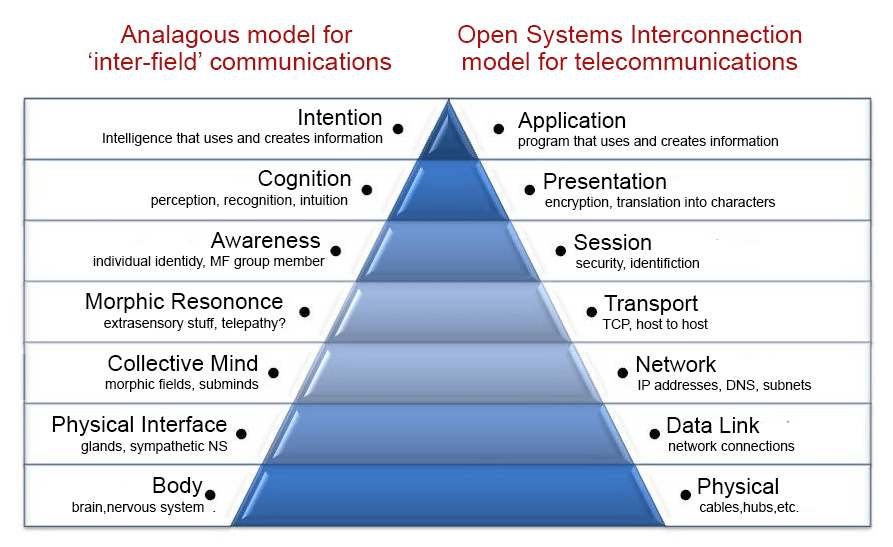 Analagous model for
‘inter-field’ communications
Open Systems Interconnection
model for telecommunications
Intention
Intelligence that uses and creates information
Application
program that uses and creates information
Cognition
perception, recognition, intuition
Presentation
encryption, translation into characters
Awareness
individual identidy, MF group member
Session
security, identifiction
Morphic Resononce
extrasensory stuff, telepathy?
Transport
TCP, host to host
Collective Mind
morphic fields, subminds
Network
IP addresses, DNS, subnets
Physical Interface
glands, sympathetic NS
Data Link
network connections
Body
brain,nervous system .
Physical
cables,hubs,etc.